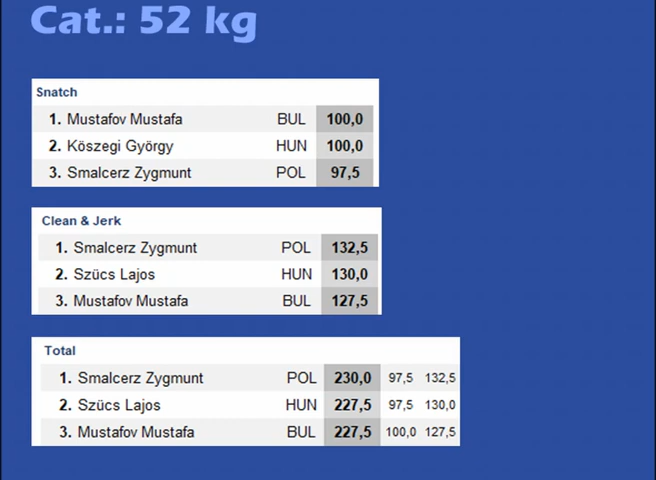 Cat.: 52 kg
Snatch
1. Mustafov Mustafa BUL 100,0
2. Köszegi György HUN 100,0
3. Smalcerz Zygmunt POL 97,5
Clean & Jerk
1. Smalcerz Zygmunt POL 132,5
2. Szücs Lajos HUN 130,0
3. Mustafov Mustafa BUL 127,5
Total
1. Smalcerz Zygmunt POL 230,0 97,5 132,5
2. Szücs Lajos HUN 227,5 97,5 130,0
3. Mustafov Mustafa BUL 227,5 100,0 127,5